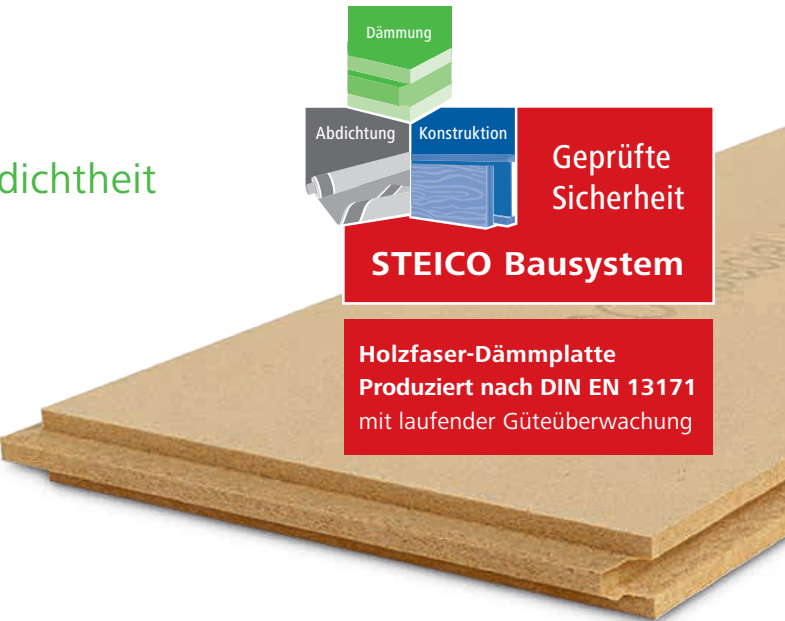 Dämmung
Abdichtung
Konstruktion
dichtheit
Geprüfte
Sicherheit
STEICO Bausystem
Holzfaser-Dämmplatte
Produziert nach DIN EN 13171
mit laufender Güteüberwachung